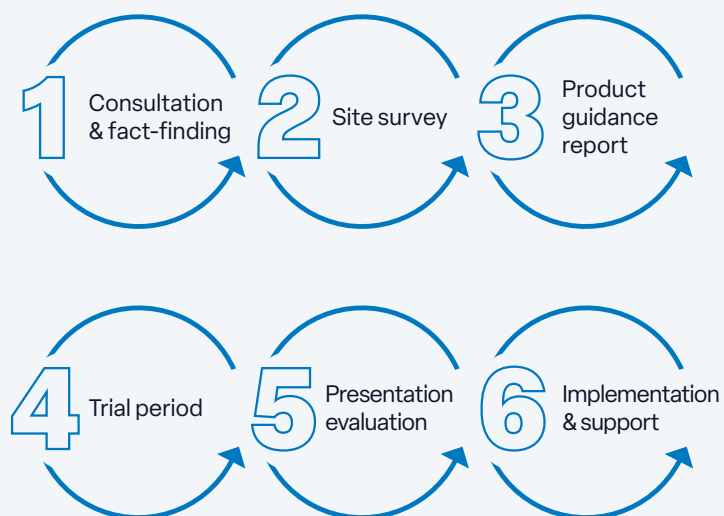 1
Consultation
& fact-finding
2
Site survey
3
Product
guidance
report
4
Trial period
5
Presentation
evaluation
6
Implementation
& support